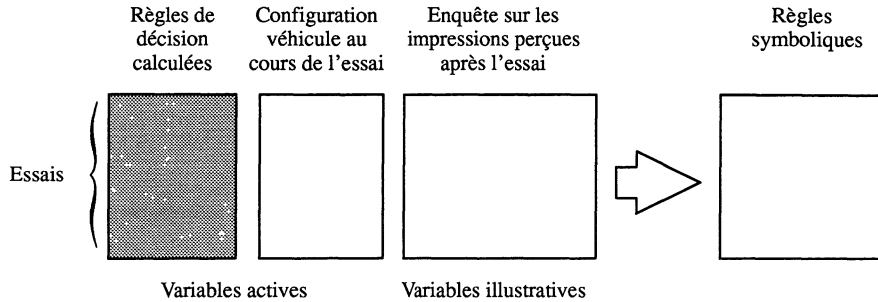 Règles de
décision
calculées
Configuration
véhicule au
cours de l'essai
Enquête sur les
impressions perçues
après l'essai
Règles
symboliques
Essais
Variables actives
Variables illustratives